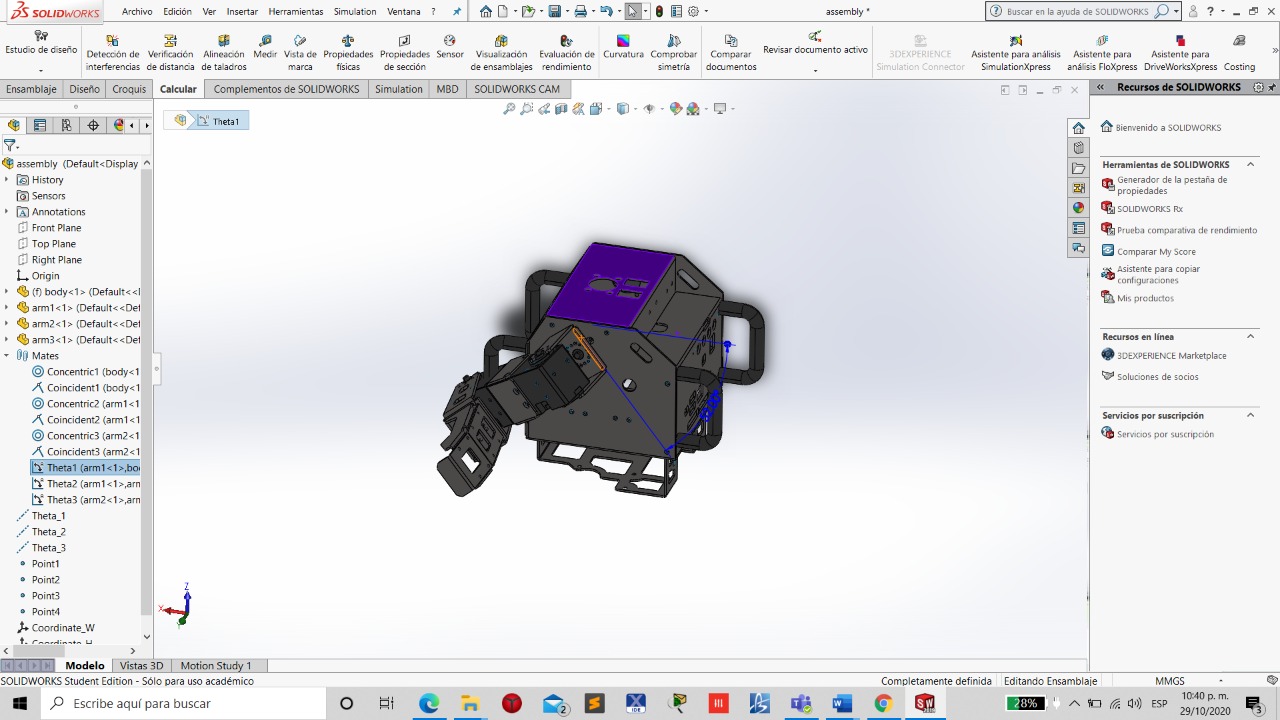 SOLIDWORKS
Archivo Edición Ver Insertar Herramientas Simulation Ventana ?
assembly *
Buscar en la ayuda de SOLIDWORKS
Estudio de diseño
Detección de interferencias
Verificación de distancia
Alineación de taladros
Medir
Vista de marca
Propiedades físicas
Propiedades de sección
Sensor
Visualización de ensamblajes
Evaluación de rendimiento
Curvatura
Comprobar simetría
Comparar documentos
Revisar documento activo
3DEXPERIENCE Simulation Connector
Asistente para análisis SimulationXpress
Asistente para análisis FloXpress
Asistente para DriveWorksXpress
Costing
Ensamblaje Diseño Croquis Calcular Complementos de SOLIDWORKS Simulation MBD SOLIDWORKS CAM
Theta1
assembly (Default<Display
History
Sensors
Annotations
Front Plane
Top Plane
Right Plane
Origin
(f) body<1> (Default<<
arm1<1> (Default<<Def
arm2<1> (Default<<Def
arm3<1> (Default<<Def
Mates
Concentric1 (body<1
Coincident1 (body<1
Concentric2 (arm1<1
Coincident2 (arm1<1
Concentric3 (arm2<1
Coincident3 (arm2<1
Theta1 (arm1<1>,bo
Theta2 (arm1<1>,arm
Theta3 (arm2<1>,arm
Theta_1
Theta_2
Theta_3
Point1
Point2
Point3
Point4
Coordinate_W
X Z Y
Modelo Vistas 3D Motion Study 1
Recursos de SOLIDWORKS
Bienvenido a SOLIDWORKS
Herramientas de SOLIDWORKS
Generador de la pestaña de
propiedades
SOLIDWORKS Rx
Prueba comparativa de rendimiento
Comparar My Score
Asistente para copiar
configuraciones
Mis productos
Recursos en línea
3DEXPERIENCE Marketplace
Soluciones de socios
Servicios por suscripción
Servicios por suscripción
SOLIDWORKS Student Edition - Sólo para uso académico
Completamente definida Editando Ensamblaje MMGS
Escribe aquí para buscar
28%
ESP
10:40 p. m.
29/10/2020